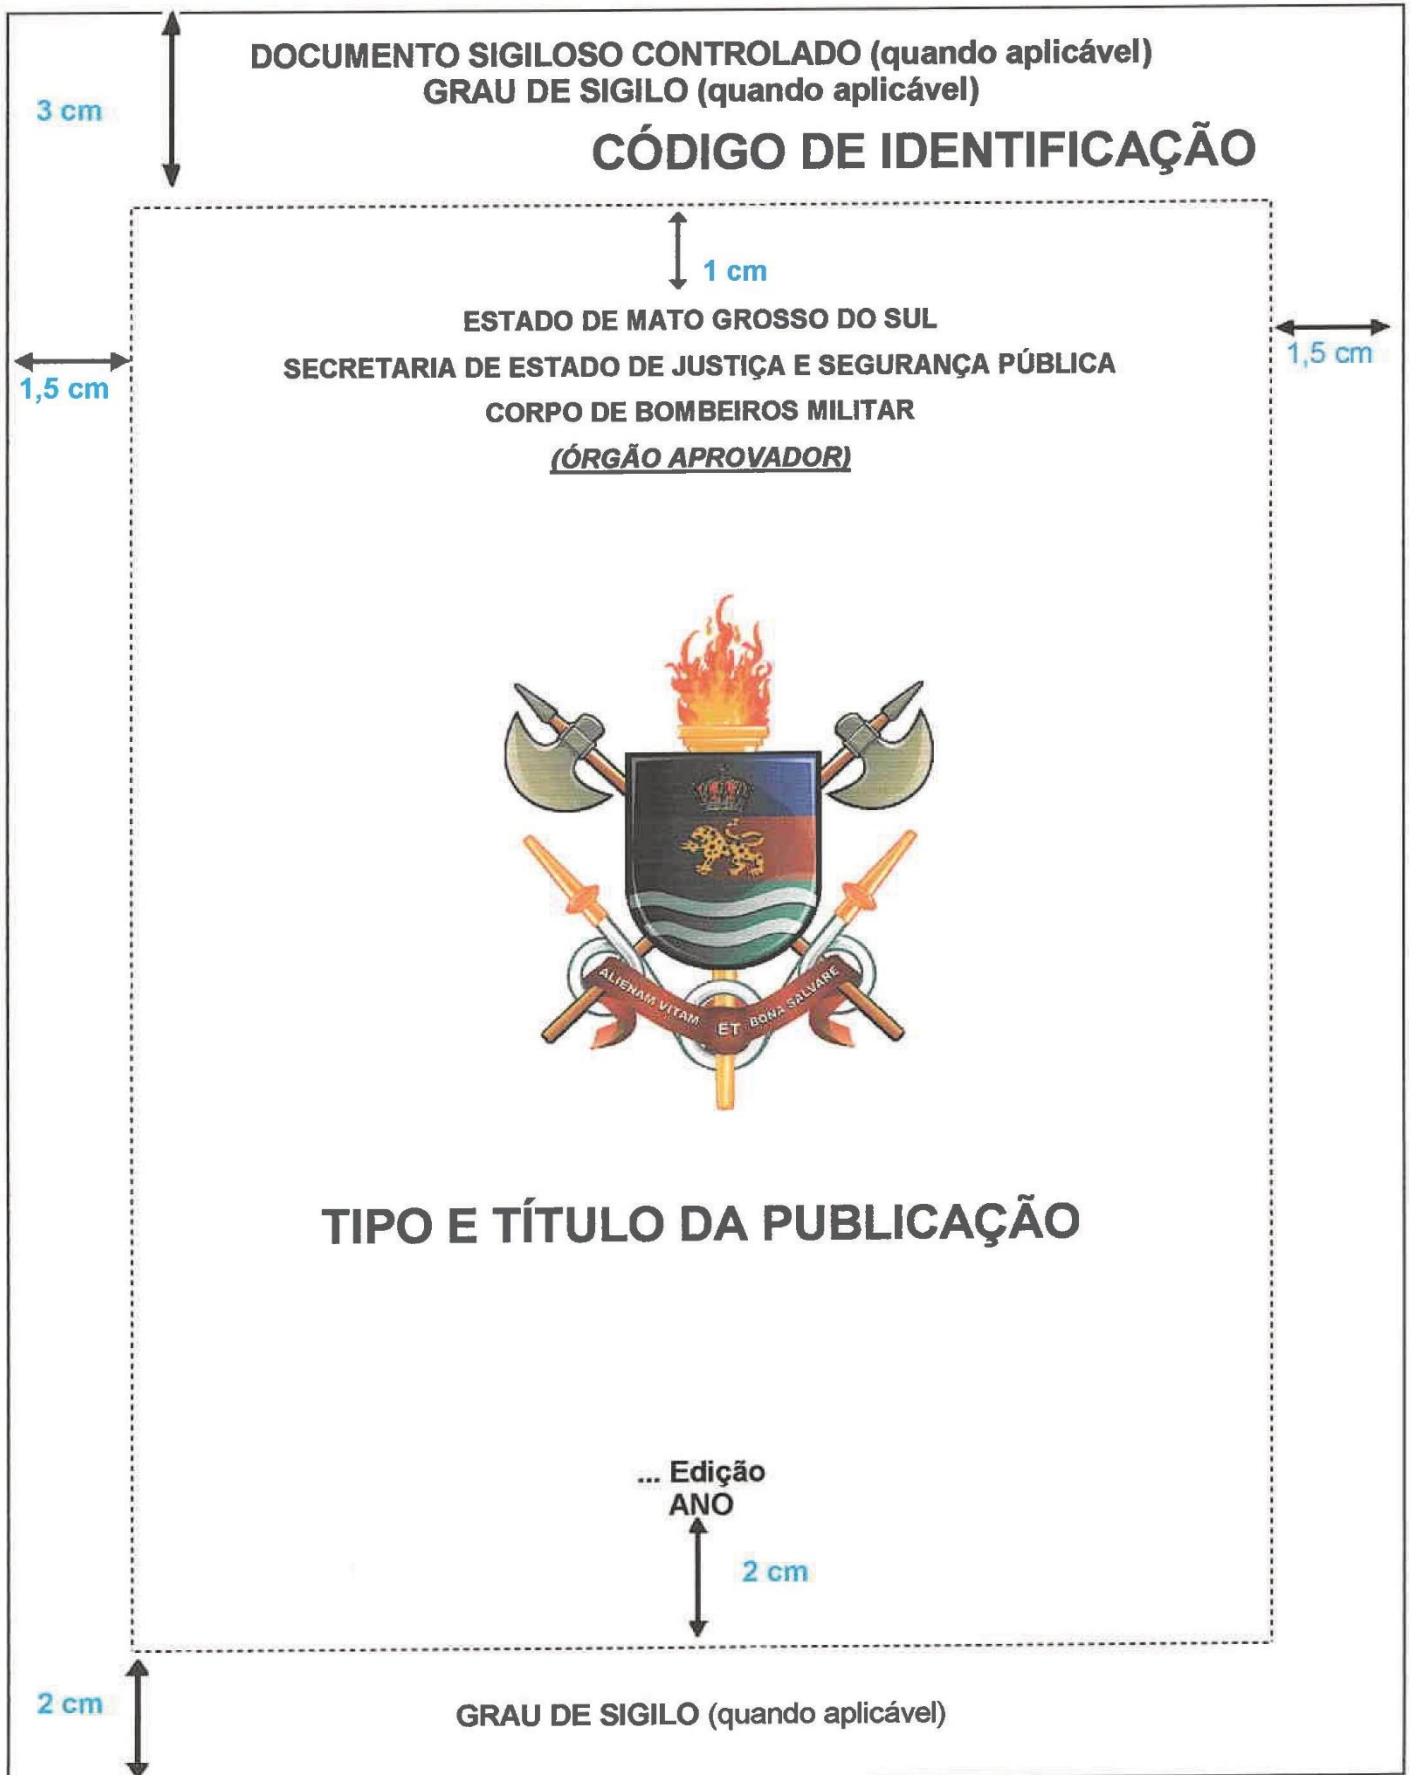 DOCUMENTO SIGILOSO CONTROLADO (quando aplicável)
GRAU DE SIGILO (quando aplicável)
3 cm
CÓDIGO DE IDENTIFICAÇÃO
1 cm
ESTADO DE MATO GROSSO DO SUL
SECRETARIA DE ESTADO DE JUSTIÇA E SEGURANÇA PÚBLICA
1,5 cm
1,5 cm
CORPO DE BOMBEIROS MILITAR
(ÓRGÃO APROVADOR)
ALIENAM VITAM ET BONA SALVARE
TIPO E TÍTULO DA PUBLICAÇÃO
... Edição
ANO
2 cm
2 cm
GRAU DE SIGILO (quando aplicável)